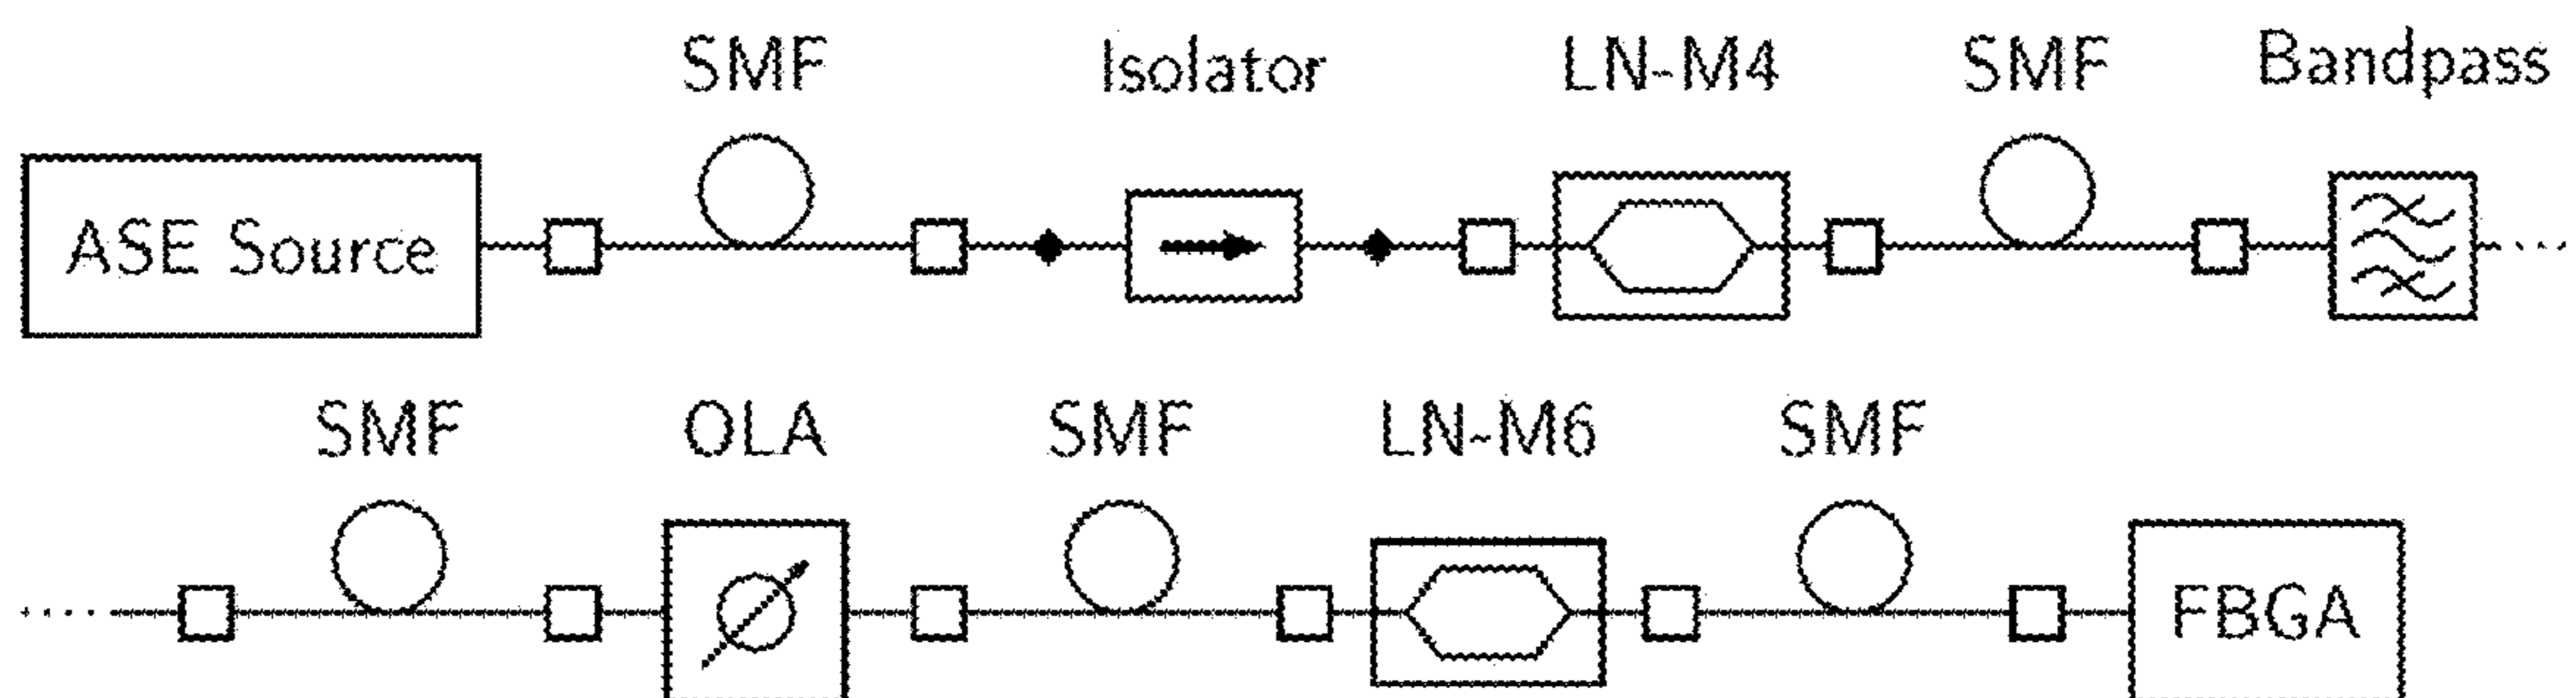 SMF Isolator LN-M4 SMF Bandpass
ASE Source
SMF OLA SMF LN-M6 SMF
FBGA